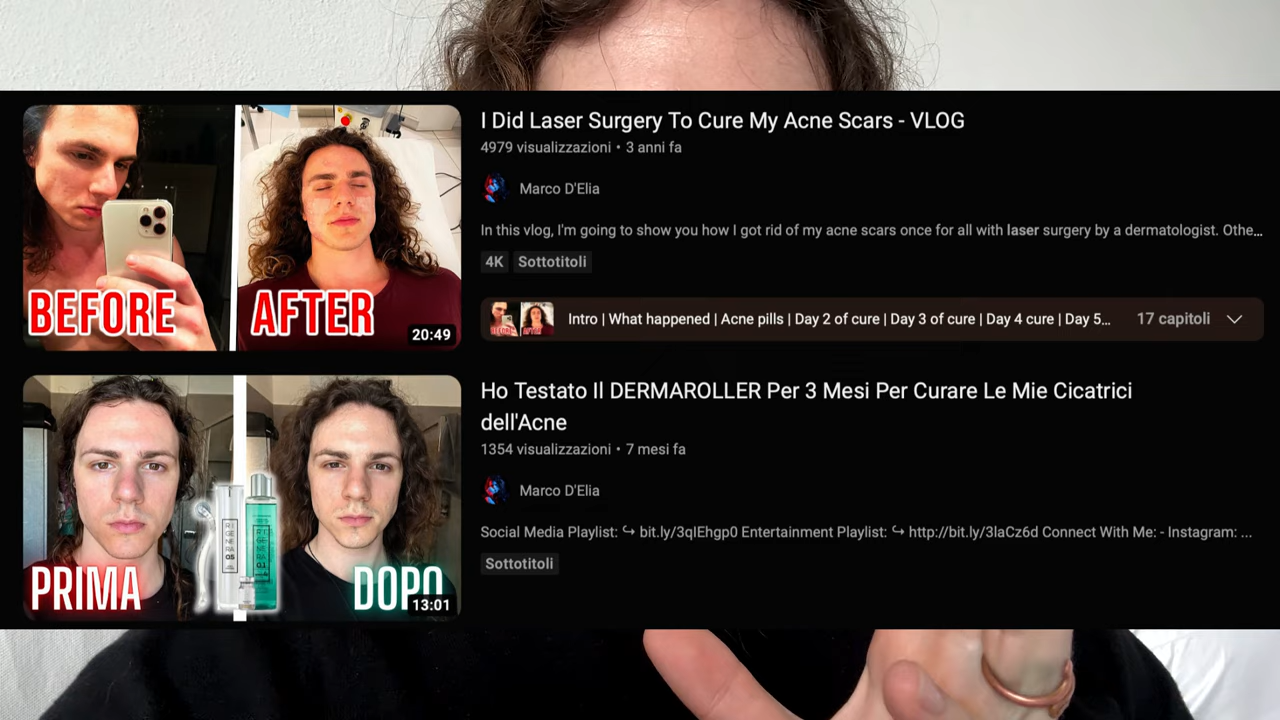 BEFORE
AFTER
20:49
I Did Laser Surgery To Cure My Acne Scars - VLOG
4979 visualizzazioni • 3 anni fa
Marco D'Elia
In this vlog, I'm going to show you how I got rid of my acne scars once for all with laser surgery by a dermatologist. Othe...
4K Sottotitoli
Intro | What happened | Acne pills | Day 2 of cure | Day 3 of cure | Day 4 cure | Day 5... 17 capitoli
PRIMA
DOPO
13:01
Ho Testato Il DERMAROLLER Per 3 Mesi Per Curare Le Mie Cicatrici
dell'Acne
1354 visualizzazioni • 7 mesi fa
Marco D'Elia
Social Media Playlist: ↪ bit.ly/3qlEhgp0 Entertainment Playlist: ↪ http://bit.ly/3laCz6d Connect With Me: - Instagram: ...
Sottotitoli